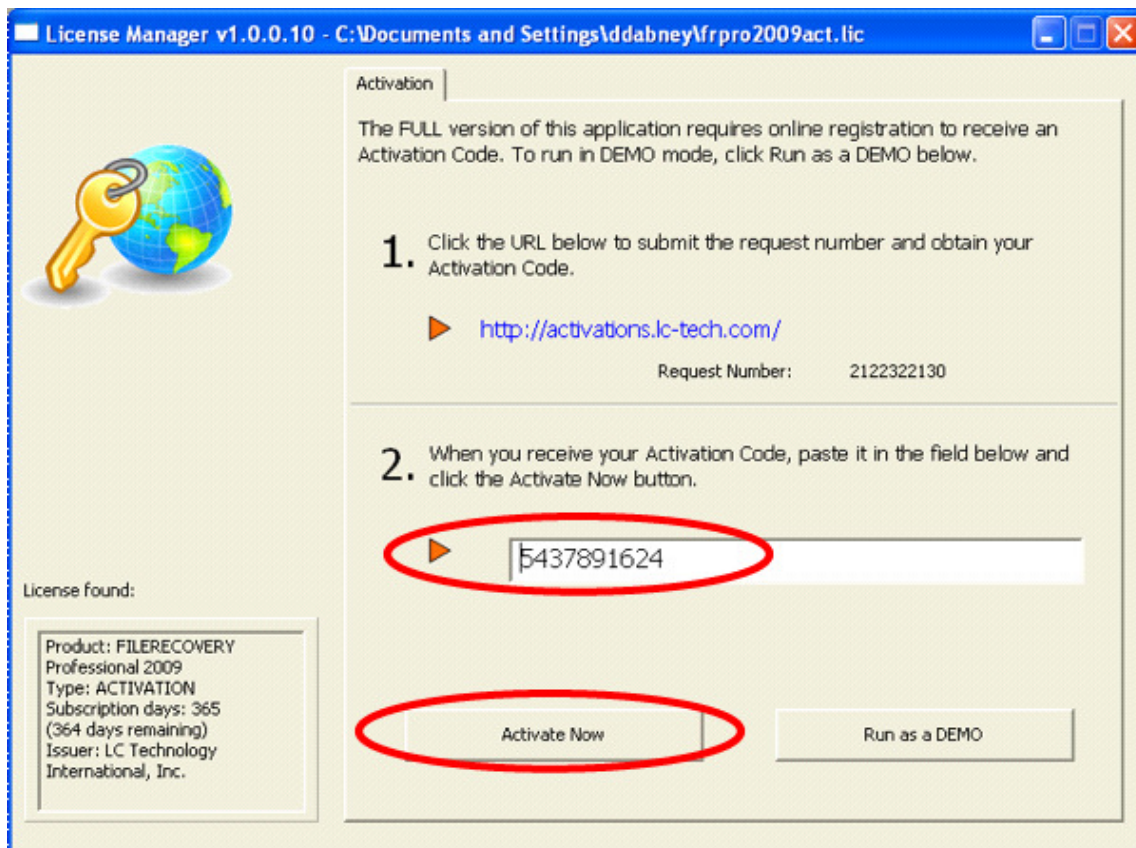 License Manager v1.0.0.10 - C:\Documents and Settings\ddabney\frpro2009act.lic
Activation
The FULL version of this application requires online registration to receive an
Activation Code. To run in DEMO mode, click Run as a DEMO below.
1. Click the URL below to submit the request number and obtain your
Activation Code.
http://activations.lc-tech.com/
Request Number: 2122322130
2. When you receive your Activation Code, paste it in the field below and
click the Activate Now button.
5437891624
License found:
Product: FILERECOVERY
Professional 2009
Type: ACTIVATION
Subscription days: 365
(364 days remaining)
Issuer: LC Technology
International, Inc.
Activate Now
Run as a DEMO